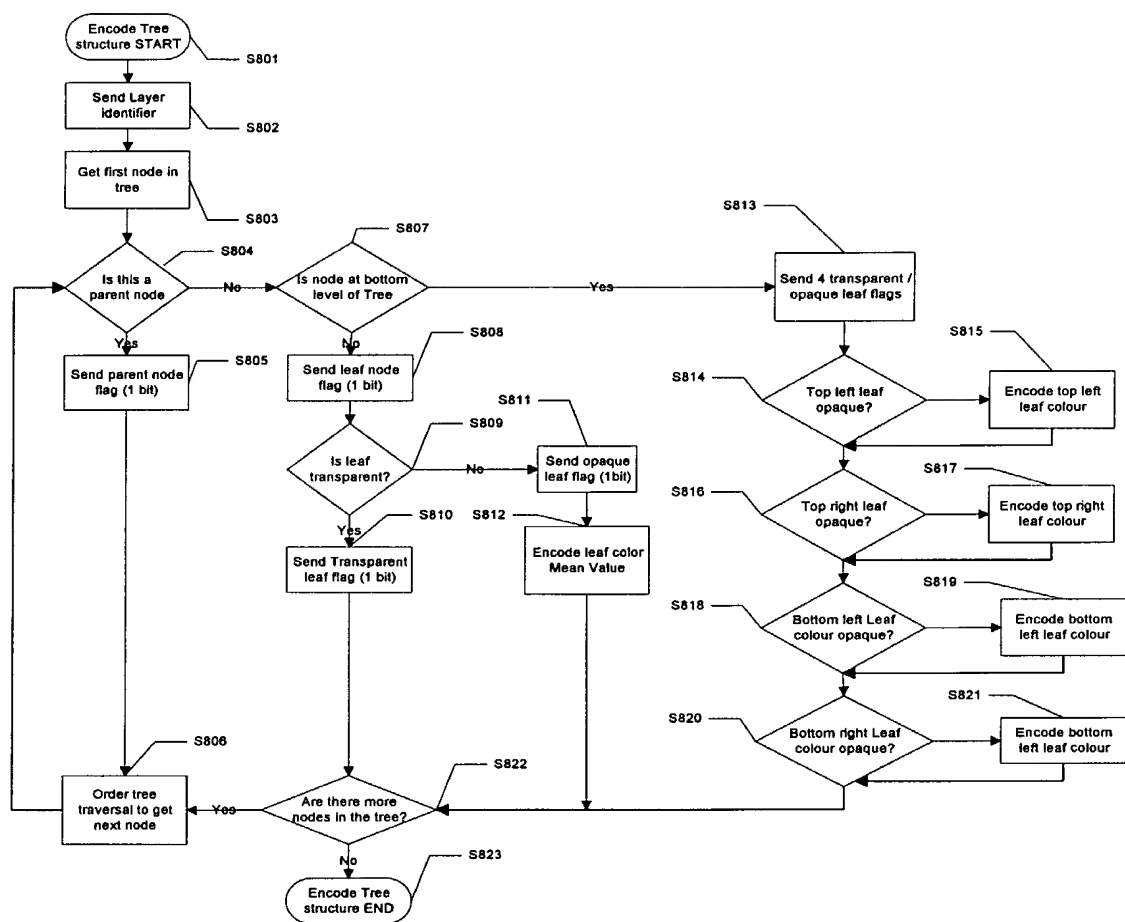 Encode Tree
structure START
S801
Send Layer
identifier
S802
Get first node in
tree
S803
S804
Is this a
parent node
No
Yes
Send parent node
flag (1 bit)
S805
S806
Order tree
traversal to get
next node
S807
Is node at bottom
level of Tree
Yes
No
S808
Send leaf node
flag (1 bit)
S809
Is leaf
transparent?
No
Yes
S810
Send Transparent
leaf flag (1 bit)
S811
Send opaque
leaf flag (1bit)
S812
Encode leaf color
Mean Value
S813
Send 4 transparent /
opaque leaf flags
S814
Top left leaf
opaque?
S815
Encode top left
leaf colour
S816
Top right leaf
opaque?
S817
Encode top right
leaf colour
S818
Bottom left Leaf
colour opaque?
S819
Encode bottom
left leaf colour
S820
Bottom right Leaf
colour opaque?
S821
Encode bottom
left leaf colour
S822
Are there more
nodes in the tree?
Yes
No
S823
Encode Tree
structure END